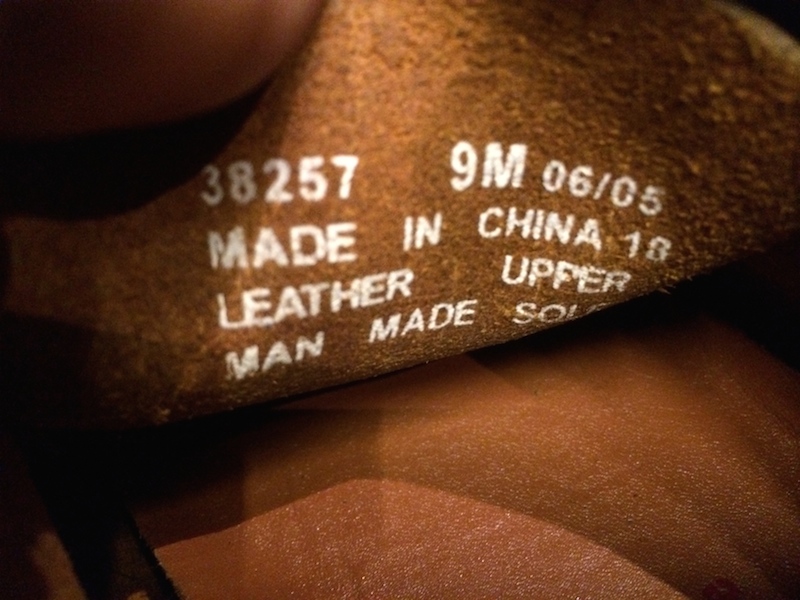 38257 9M 06/05
MADE IN CHINA 18
LEATHER UPPER
MAN MADE